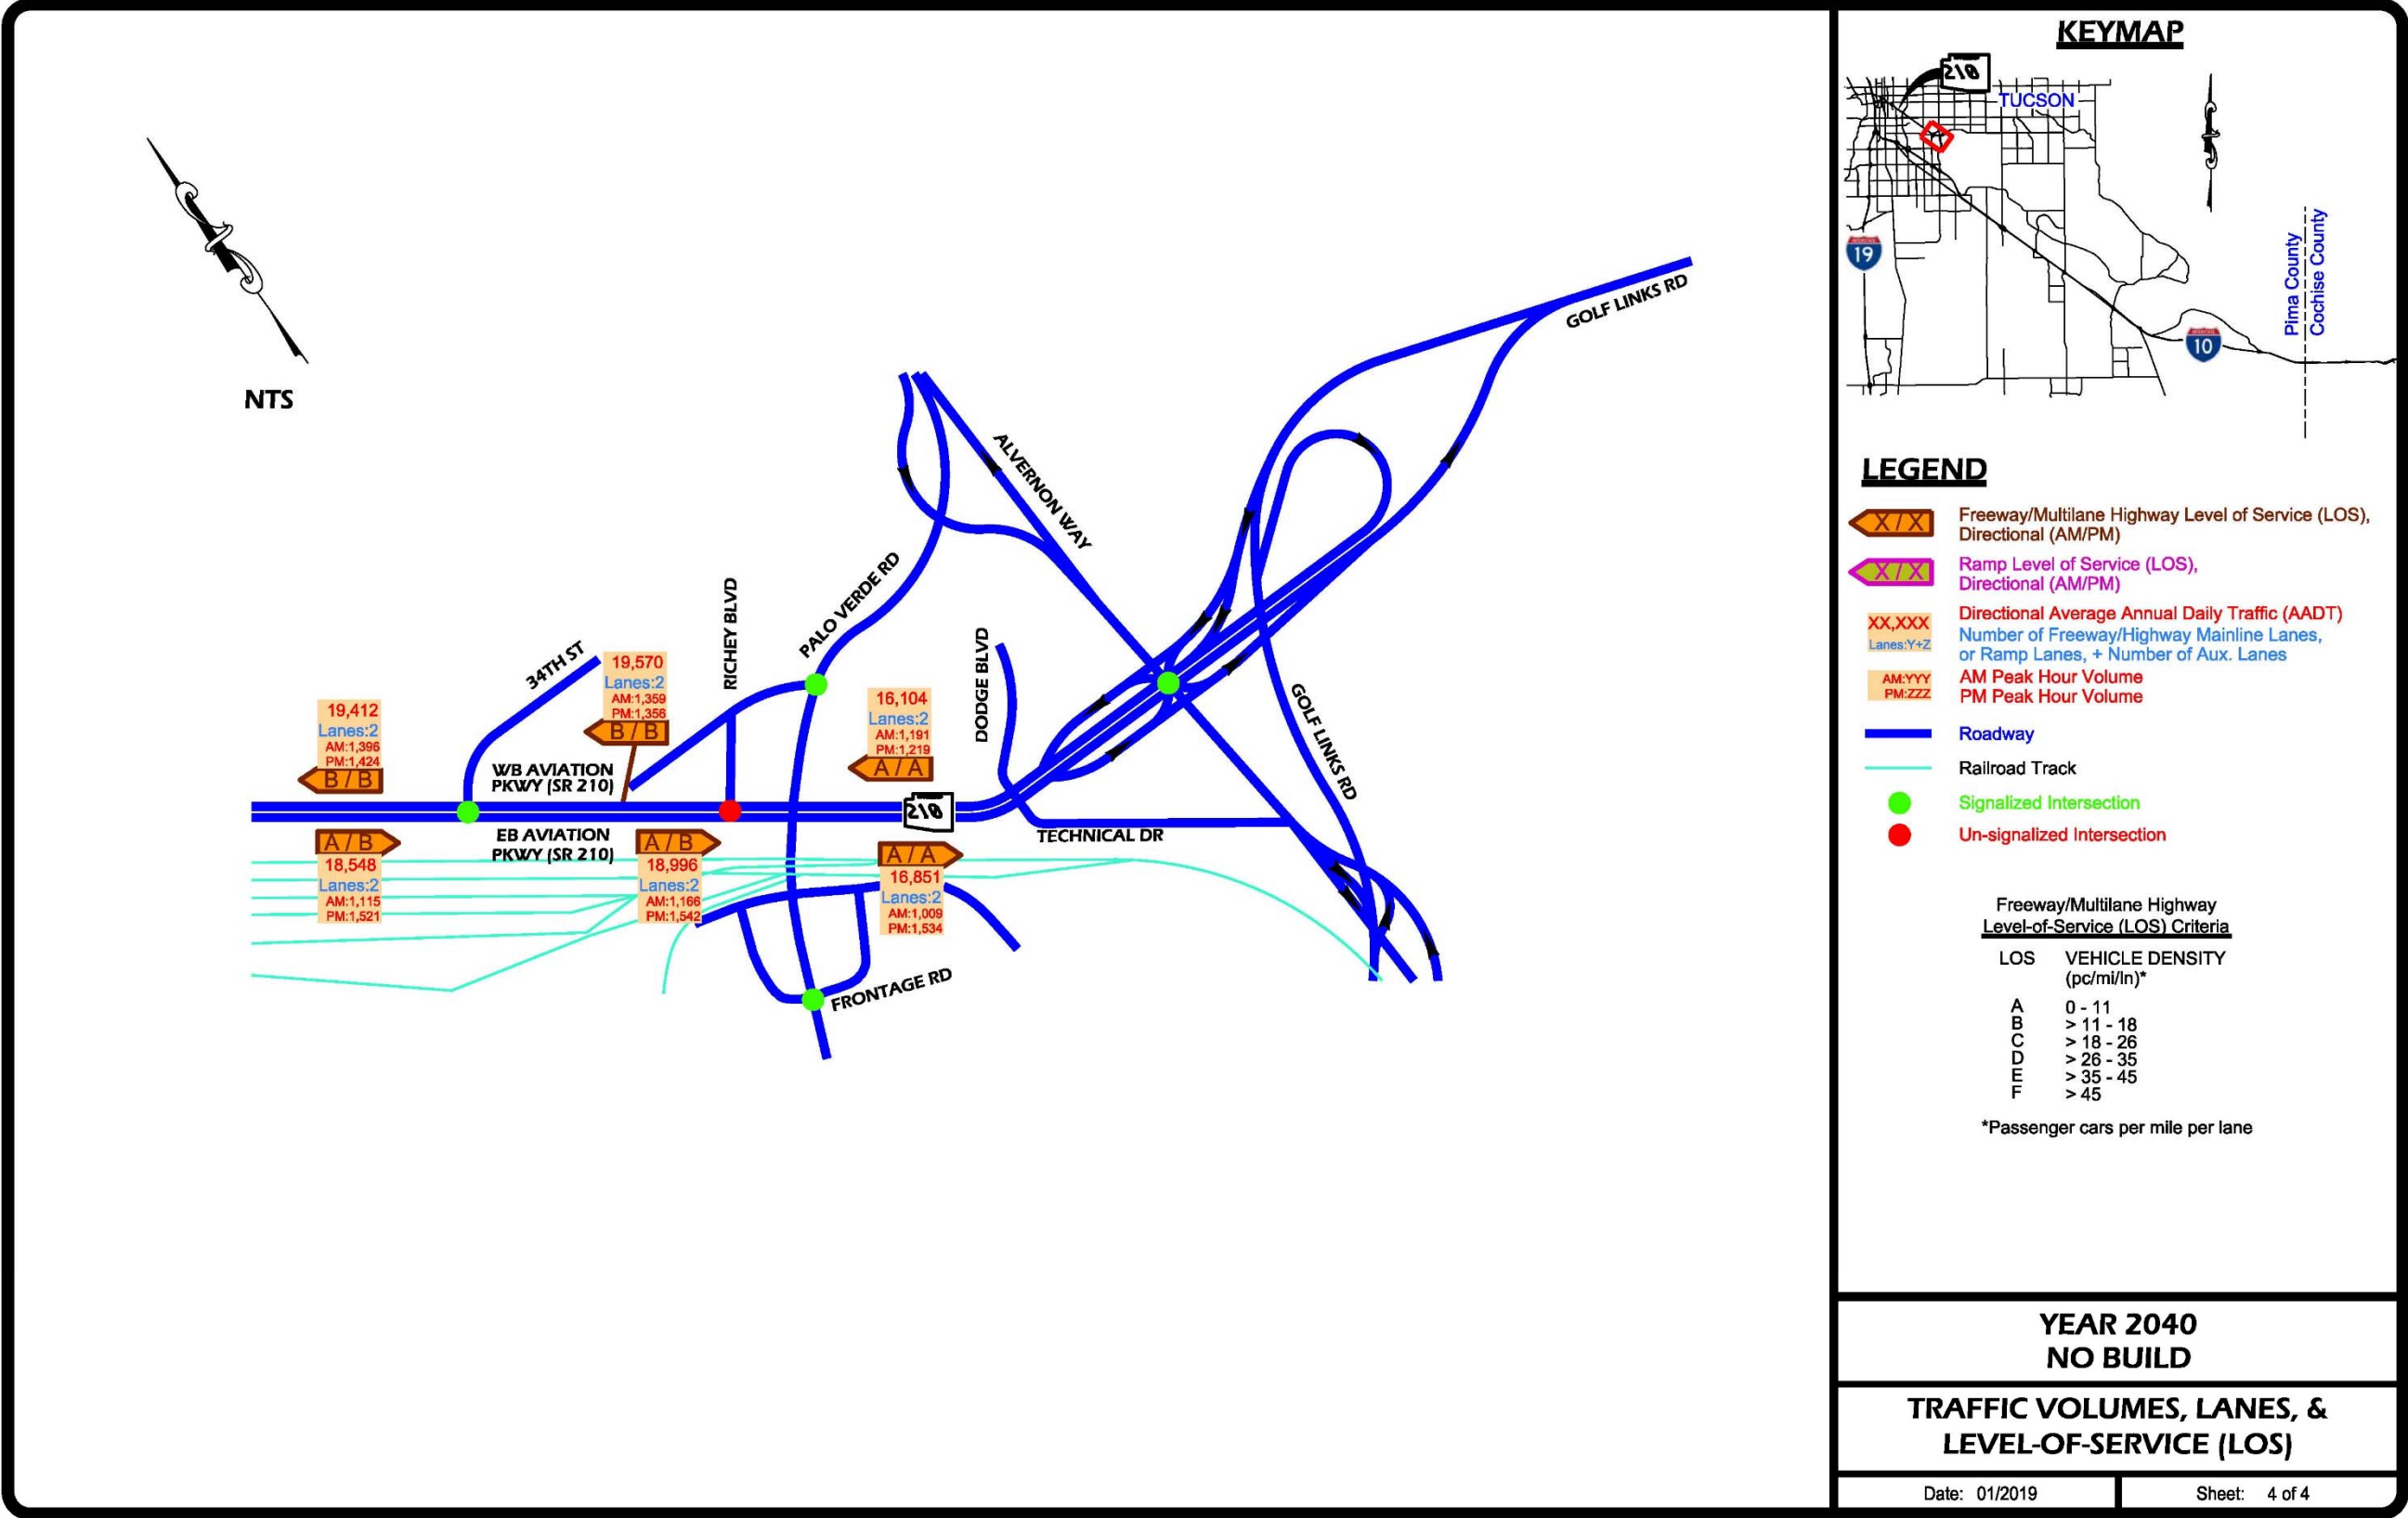 NTS
GOLF LINKS RD
ALVERNON WAY
PALO VERDE RD
RICHEY BLVD
34TH ST
DODGE BLVD
GOLF LINKS RD
19,412
Lanes:2
AM:1,396
PM:1,424
B / B
19,570
Lanes:2
AM:1,359
PM:1,356
B / B
16,104
Lanes:2
AM:1,191
PM:1,219
A / A
WB AVIATION
PKWY (SR 210)
210
EB AVIATION
PKWY (SR 210)
TECHNICAL DR
A / B
18,548
Lanes:2
AM:1,115
PM:1,521
A / B
18,996
Lanes:2
AM:1,166
PM:1,542
A / A
16,851
Lanes:2
AM:1,009
PM:1,534
FRONTAGE RD
KEYMAP
210
TUCSON
19
10
Pima County
Cochise County
LEGEND
X / X
Freeway/Multilane Highway Level of Service (LOS),
Directional (AM/PM)
X / X
Ramp Level of Service (LOS),
Directional (AM/PM)
XX,XXX
Lanes:Y+Z
Directional Average Annual Daily Traffic (AADT)
Number of Freeway/Highway Mainline Lanes,
or Ramp Lanes, + Number of Aux. Lanes
AM:YYY
PM:ZZZ
AM Peak Hour Volume
PM Peak Hour Volume
Roadway
Railroad Track
Signalized Intersection
Un-signalized Intersection
Freeway/Multilane Highway
Level-of-Service (LOS) Criteria
LOS VEHICLE DENSITY
(pc/mi/ln)*
A 0 - 11
B > 11 - 18
C > 18 - 26
D > 26 - 35
E > 35 - 45
F > 45
*Passenger cars per mile per lane
YEAR 2040
NO BUILD
TRAFFIC VOLUMES, LANES, &
LEVEL-OF-SERVICE (LOS)
Date: 01/2019
Sheet: 4 of 4